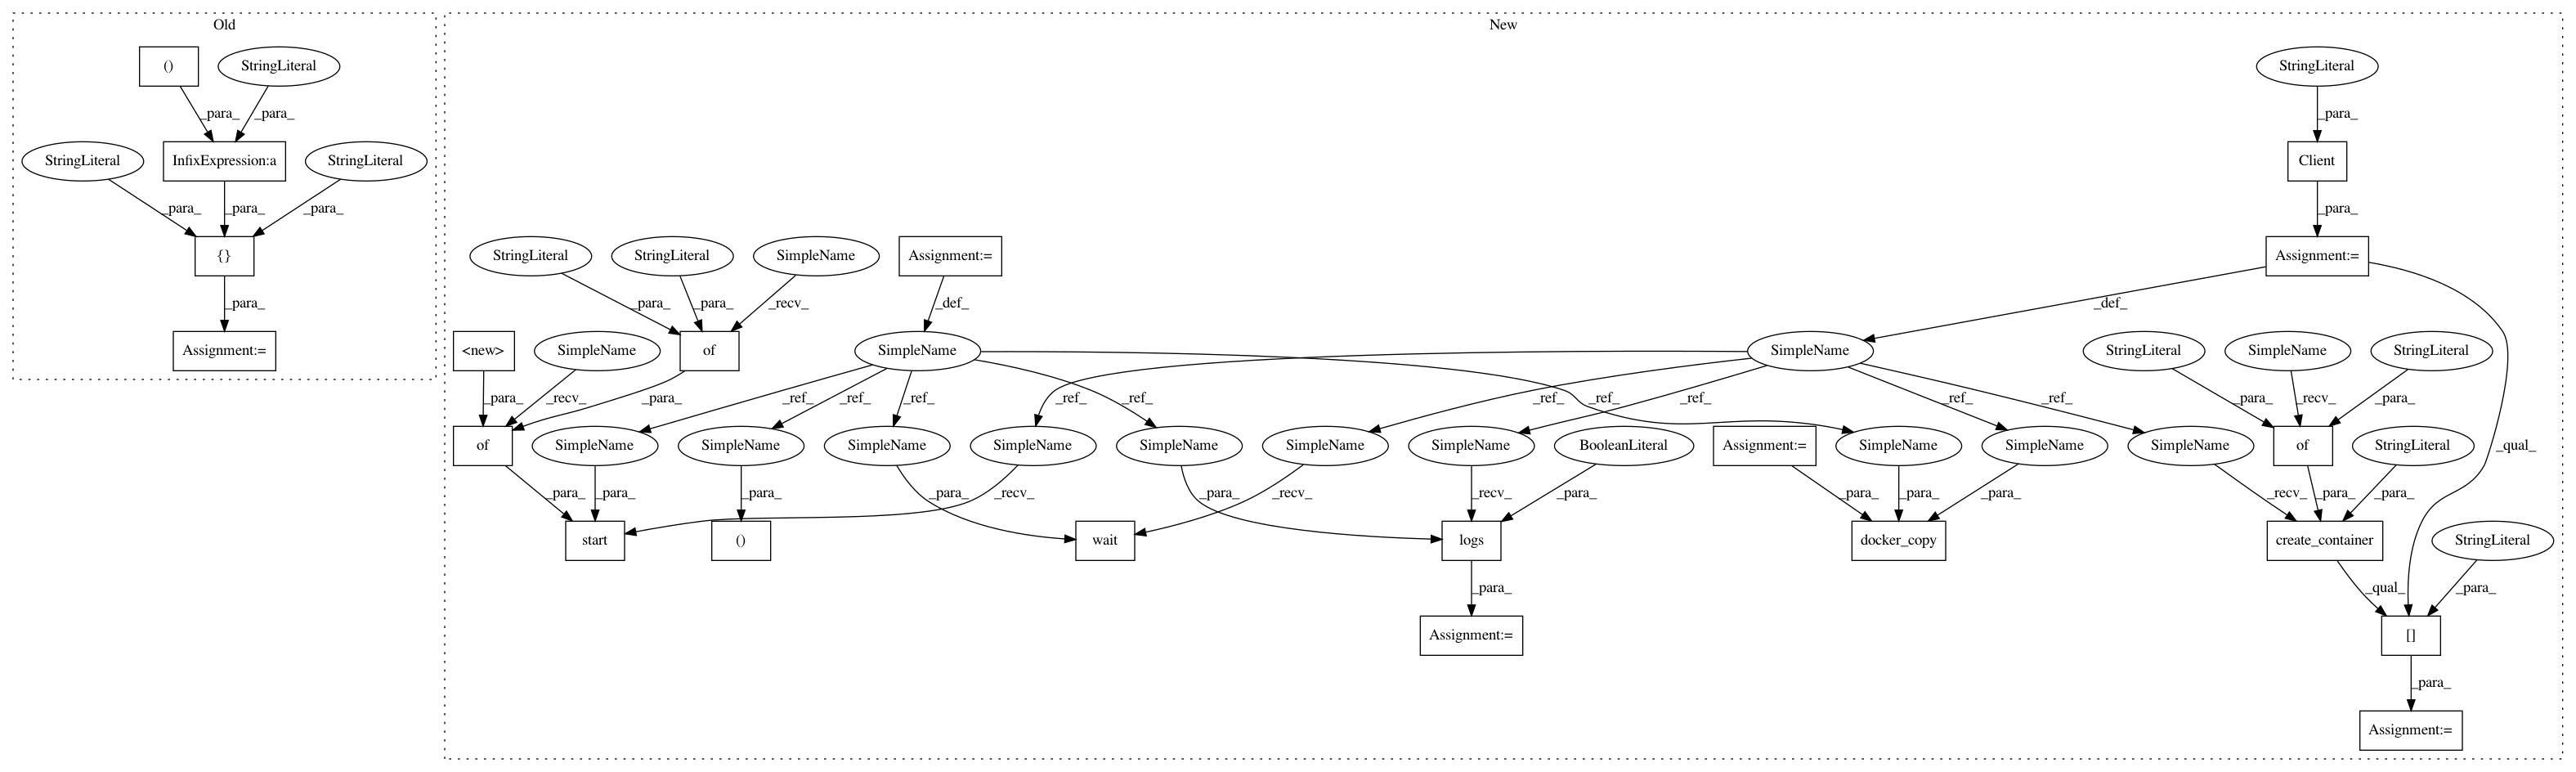 Old
New
()
StringLiteral
StringLiteral
_para_
_para_
_para_
StringLiteral
InfixExpression:a
StringLiteral
Client
_para_
_para_
_para_
_para_
{}
StringLiteral
StringLiteral
SimpleName
Assignment:=
Assignment:=
_para_
_para_
_para_
_recv_
_def_
_def_
Assignment:=
<new>
SimpleName
of
SimpleName
SimpleName
StringLiteral
SimpleName
StringLiteral
_para_
_recv_
_para_
_ref_
_ref_
_ref_
_ref_
_ref_
_ref_
_ref_
_ref_
_ref_
_ref_
_para_
_recv_
_para_
of
SimpleName
SimpleName
SimpleName
SimpleName
SimpleName
SimpleName
SimpleName
BooleanLiteral
Assignment:=
SimpleName
SimpleName
SimpleName
of
StringLiteral
_qual_
_para_
_para_
_para_
_para_
_recv_
_para_
_recv_
_recv_
_para_
_para_
_para_
_para_
_recv_
_para_
_para_
start
()
wait
logs
docker_copy
create_container
StringLiteral
_para_
_qual_
_para_
Assignment:=
[]
_para_
Assignment:=